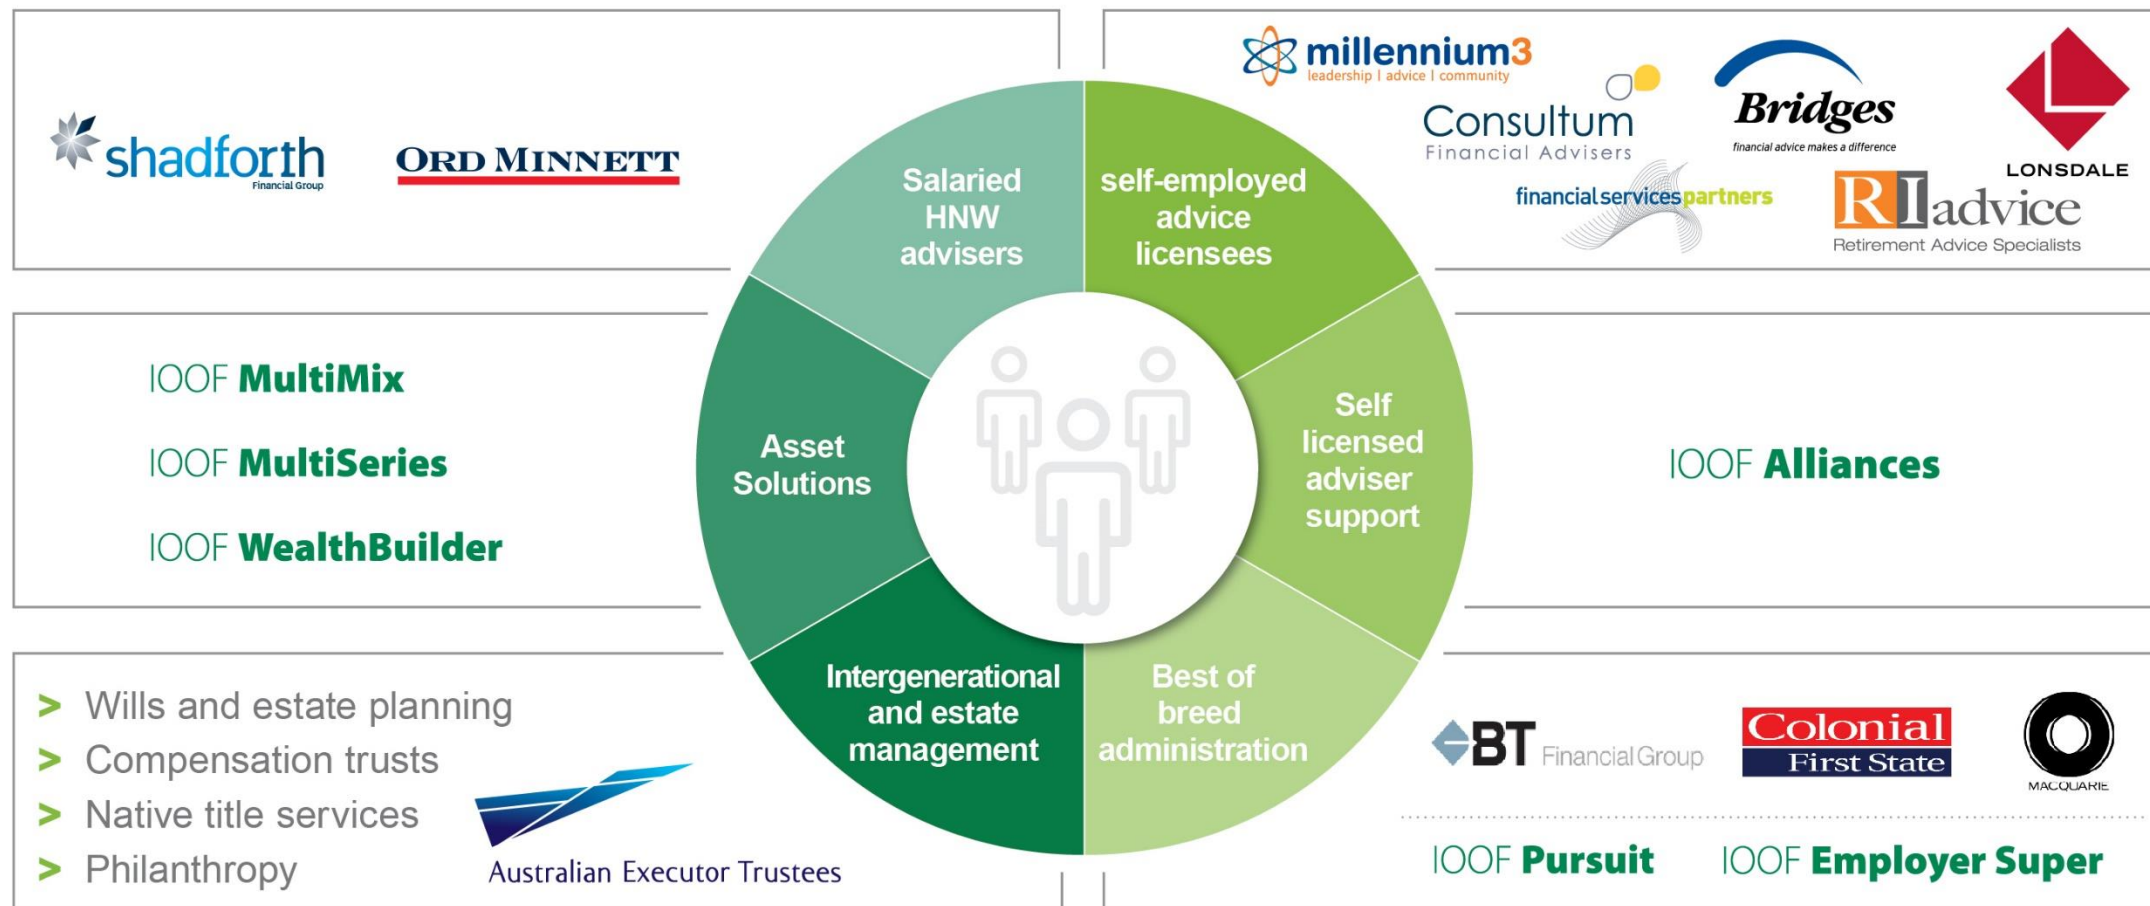 shadforth
Financial Group
ORD MINNETT
millennium3
leadership | advice | community
Consultum
Financial Advisers
Bridges
financial advice makes a difference
LONSDALE
financialservicespartners
RI advice
Retirement Advice Specialists
Salaried
HNW
advisers
self-employed
advice
licensees
IOOF MultiMix
IOOF MultiSeries
IOOF WealthBuilder
Asset
Solutions
Self
licensed
adviser
support
IOOF Alliances
> Wills and estate planning
> Compensation trusts
> Native title services
> Philanthropy
Australian Executor Trustees
Intergenerational
and estate
management
Best of
breed
administration
BT Financial Group
Colonial
First State
MACQUARIE
IOOF Pursuit
IOOF Employer Super